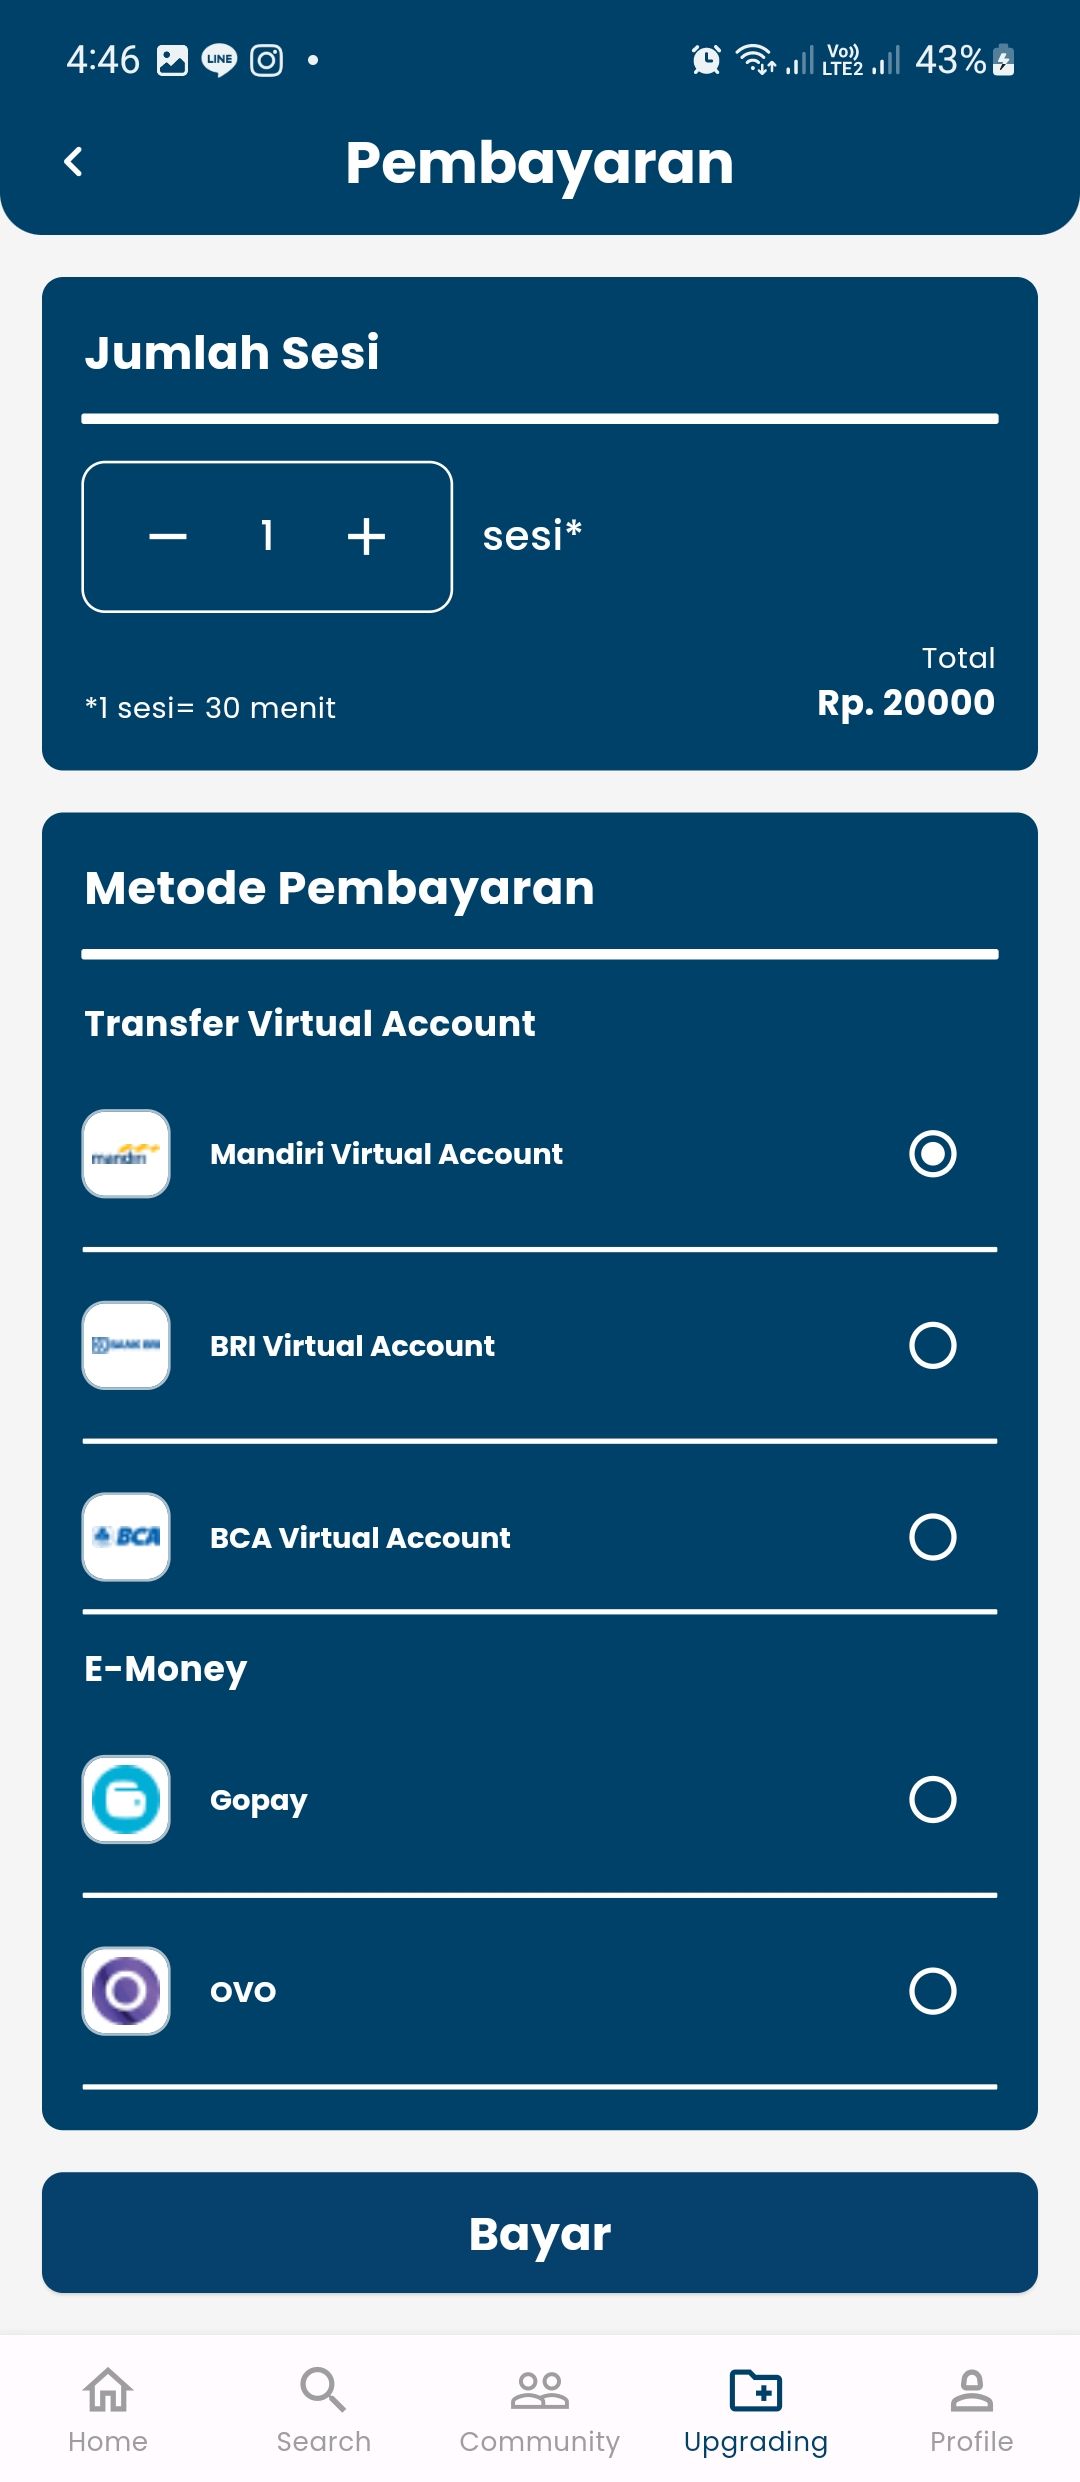 4:46 LINE Vo)) LTE2 43%
Pembayaran
Jumlah Sesi
1 sesi*
Total
*1 sesi= 30 menit
Rp. 20000
Metode Pembayaran
Transfer Virtual Account
mandiri Mandiri Virtual Account
BANK BRI BRI Virtual Account
BCA BCA Virtual Account
E-Money
Gopay
OVO
Bayar
Home Search Community Upgrading Profile